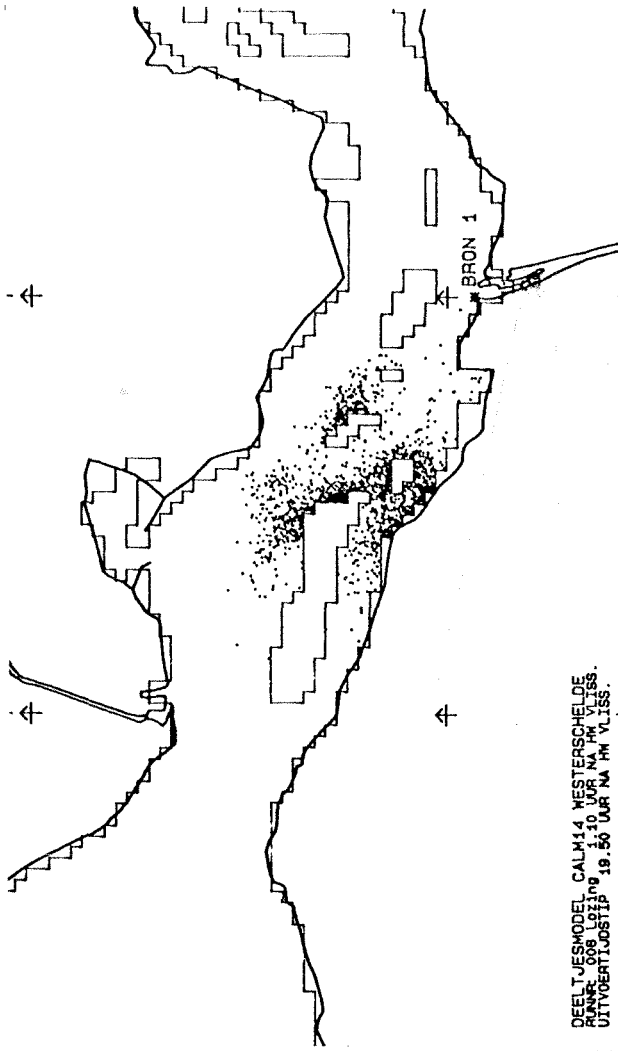 BRON 1
DEELTJESMODEL CALM14 WESTERSCHELDE
RUNNR: 008 Lozing 1.10 UUR NA HW VLISS.
UITVOERTIJDSTIP 19.50 UUR NA HW VLISS.